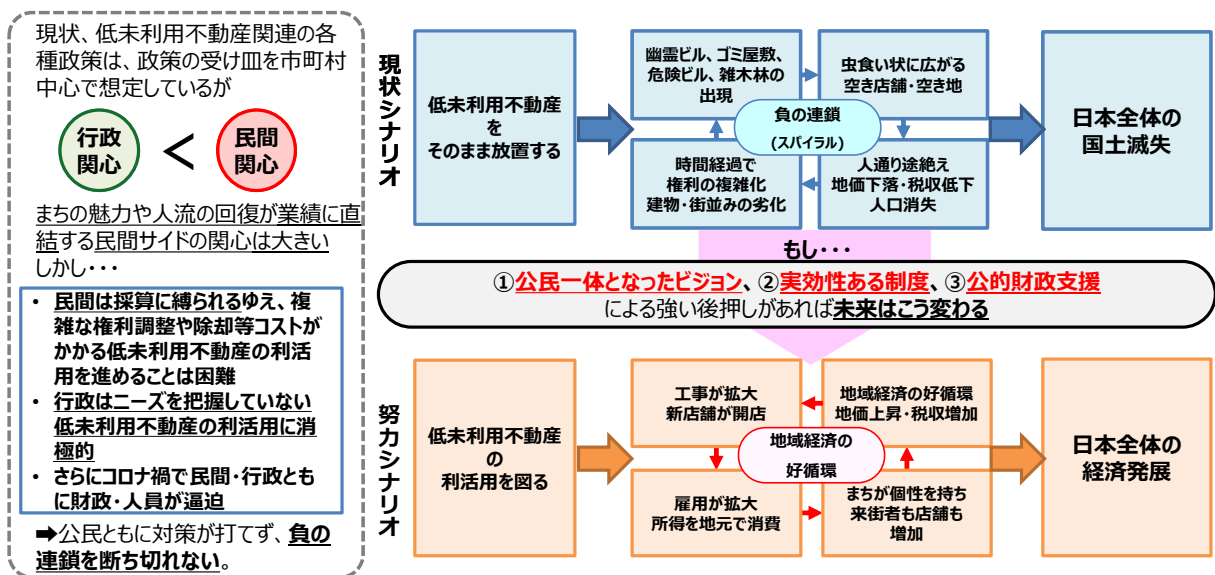 現状、低未利用不動産関連の各
種政策は、政策の受け皿を市町村
中心で想定しているが
行政
関心
<
民間
関心
まちの魅力や人流の回復が業績に直
結する民間サイドの関心は大きい
しかし・・・
• 民間は採算に縛られるゆえ、複
雑な権利調整や除却等コストが
かかる低未利用不動産の利活
用を進めることは困難
• 行政はニーズを把握していない
低未利用不動産の利活用に消
極的
• さらにコロナ禍で民間・行政とも
に財政・人員が逼迫
➡公民ともに対策が打てず、負の
連鎖を断ち切れない。
現状シナリオ
低未利用不動産
を
そのまま放置する
幽霊ビル、ゴミ屋敷、
危険ビル、雑木林の
出現
虫食い状に広がる
空き店舗・空き地
負の連鎖
(スパイラル)
時間経過で
権利の複雑化
建物・街並みの劣化
人通り途絶え
地価下落・税収低下
人口消失
日本全体の
国土滅失
もし・・・
①公民一体となったビジョン、②実効性ある制度、③公的財政支援
による強い後押しがあれば未来はこう変わる
努力シナリオ
低未利用不動産
の
利活用を図る
工事が拡大
新店舗が開店
地域経済の好循環
地価上昇・税収増加
地域経済の
好循環
雇用が拡大
所得を地元で消費
まちが個性を持ち
来街者も店舗も
増加
日本全体の
経済発展